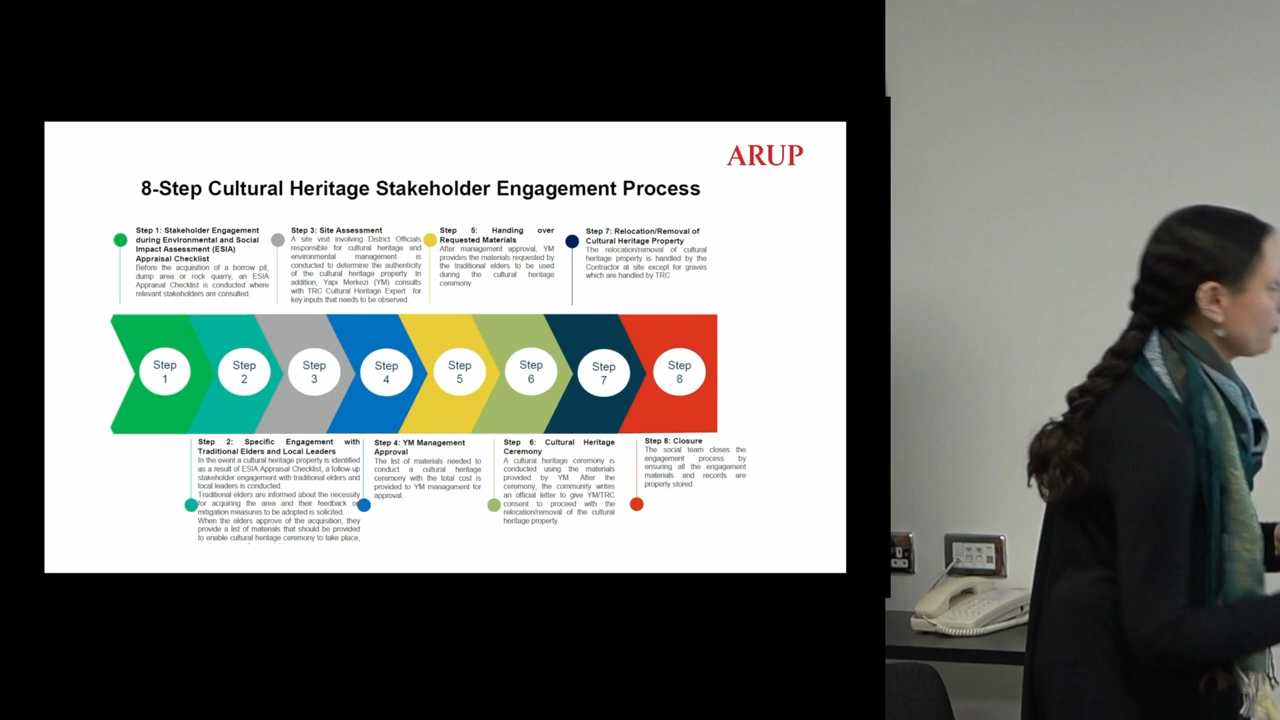 ARUP
8-Step Cultural Heritage Stakeholder Engagement Process
Step 1: Stakeholder Engagement
during Environmental and Social
Impact Assessment (ESIA)
Appraisal Checklist
Before the acquisition of a borrow pit,
dump area or rock quarry, an ESIA
Appraisal Checklist is conducted where
relevant stakeholders are consulted.
Step 3: Site Assessment
A site visit involving District Officials
responsible for cultural heritage and
environmental management is
conducted to determine the authenticity
of the cultural heritage property. In
addition, Yapi Merkezi (YM) consults
with TRC Cultural Heritage Expert for
key inputs that needs to be observed.
Step 5: Handing over
Requested Materials
After management approval, YM
provides the materials requested by
the traditional elders to be used
during the cultural heritage
ceremony.
Step 7: Relocation/Removal of
Cultural Heritage Property
The relocation/removal of cultural
heritage property is handled by the
Contractor at site except for graves
which are handled by TRC.
Step
1
Step
2
Step
3
Step
4
Step
5
Step
6
Step
7
Step
8
Step 2: Specific Engagement with
Traditional Elders and Local Leaders
In the event a cultural heritage property is identified
as a result of ESIA Appraisal Checklist, a follow-up
stakeholder engagement with traditional elders and
local leaders is conducted.
Traditional elders are informed about the necessity
for acquiring the area and their feedback
mitigation measures to be adopted is solicited.
When the elders approve of the acquisition, they
provide a list of materials that should be provided
to enable cultural heritage ceremony to take place,
Step 4: YM Management
Approval
The list of materials needed to
conduct a cultural heritage
ceremony with the total cost is
provided to YM management for
approval.
Step 6: Cultural Heritage
Ceremony
A cultural heritage ceremony is
conducted using the materials
provided by YM. After the
ceremony, the community writes
an official letter to give YM/TRC
consent to proceed with the
relocation/removal of the cultural
heritage property.
Step 8: Closure
The social team closes the
engagement process by
ensuring all the engagement
materials and records are
properly stored.